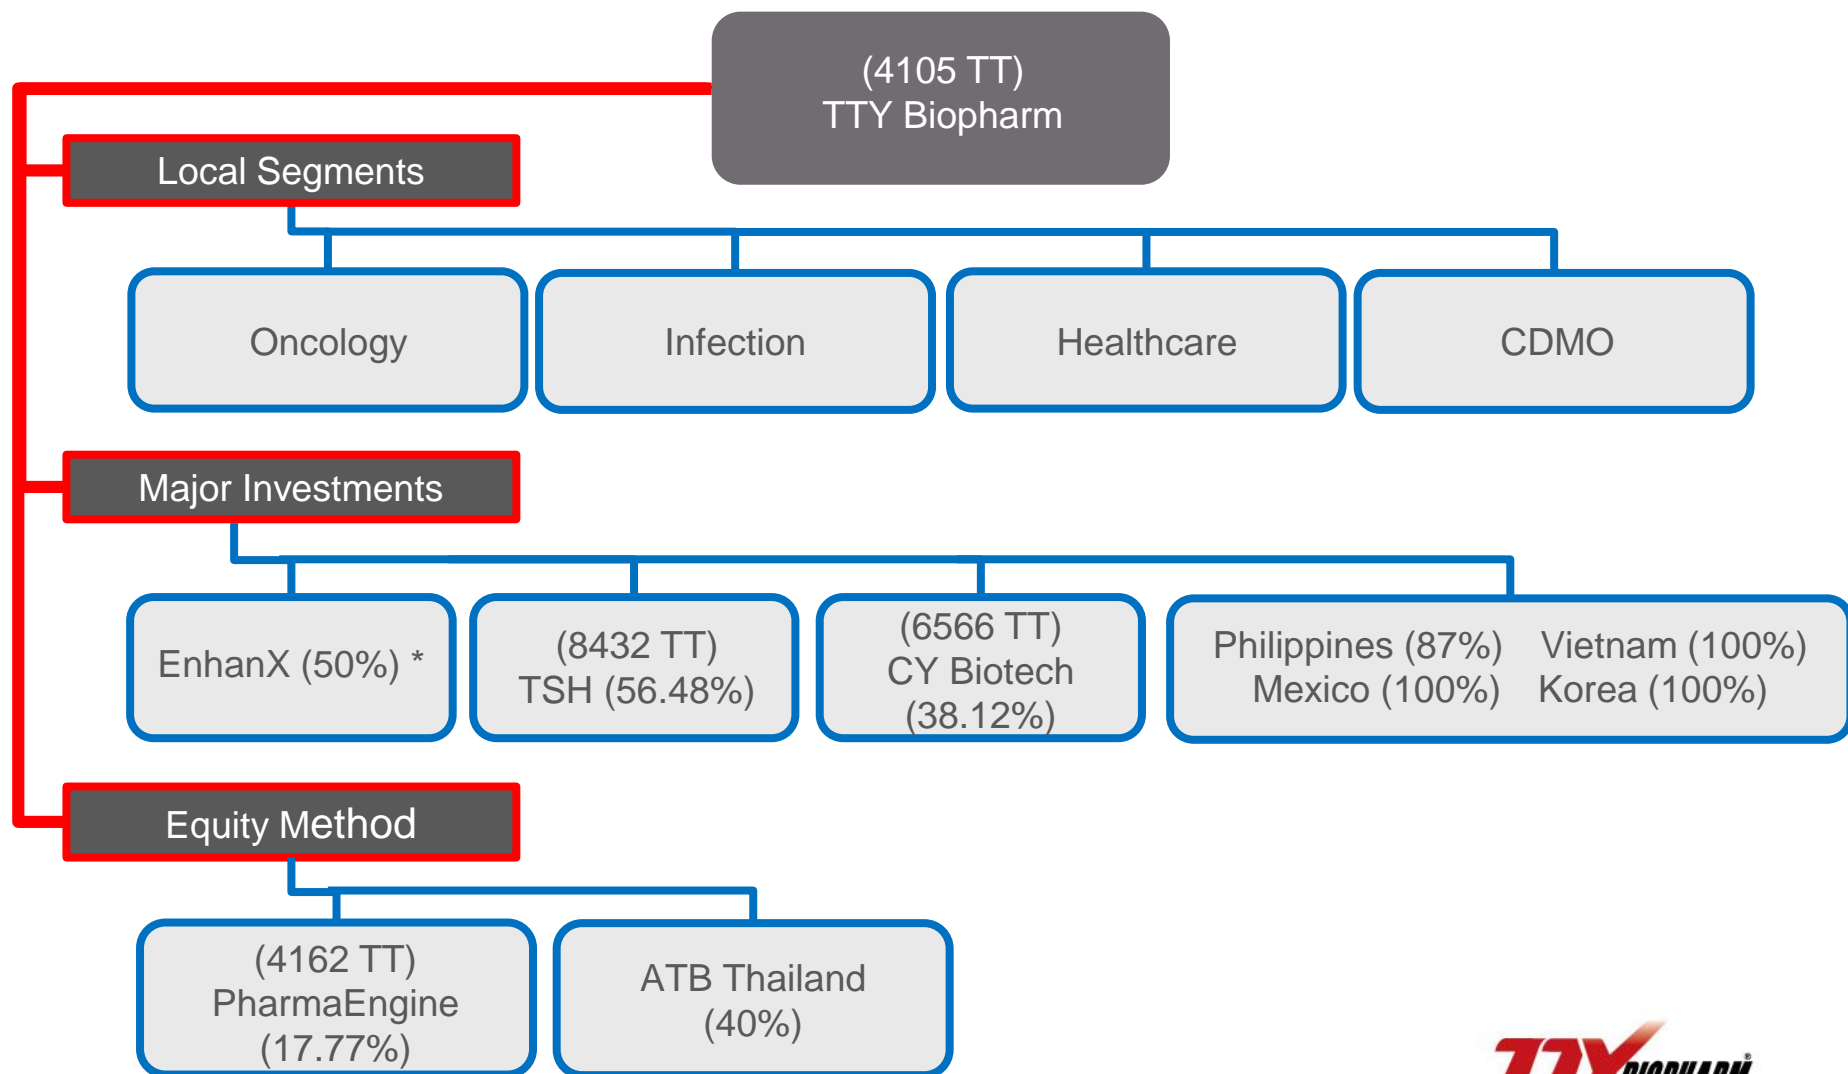 (4105 TT)
TTY Biopharm
Local Segments
Oncology
Infection
Healthcare
CDMO
Major Investments
EnhanX (50%) *
(8432 TT)
TSH (56.48%)
(6566 TT)
CY Biotech
(38.12%)
Philippines (87%) Vietnam (100%)
Mexico (100%) Korea (100%)
Equity Method
(4162 TT)
PharmaEngine
(17.77%)
ATB Thailand
(40%)
TTY BIOPHARM®